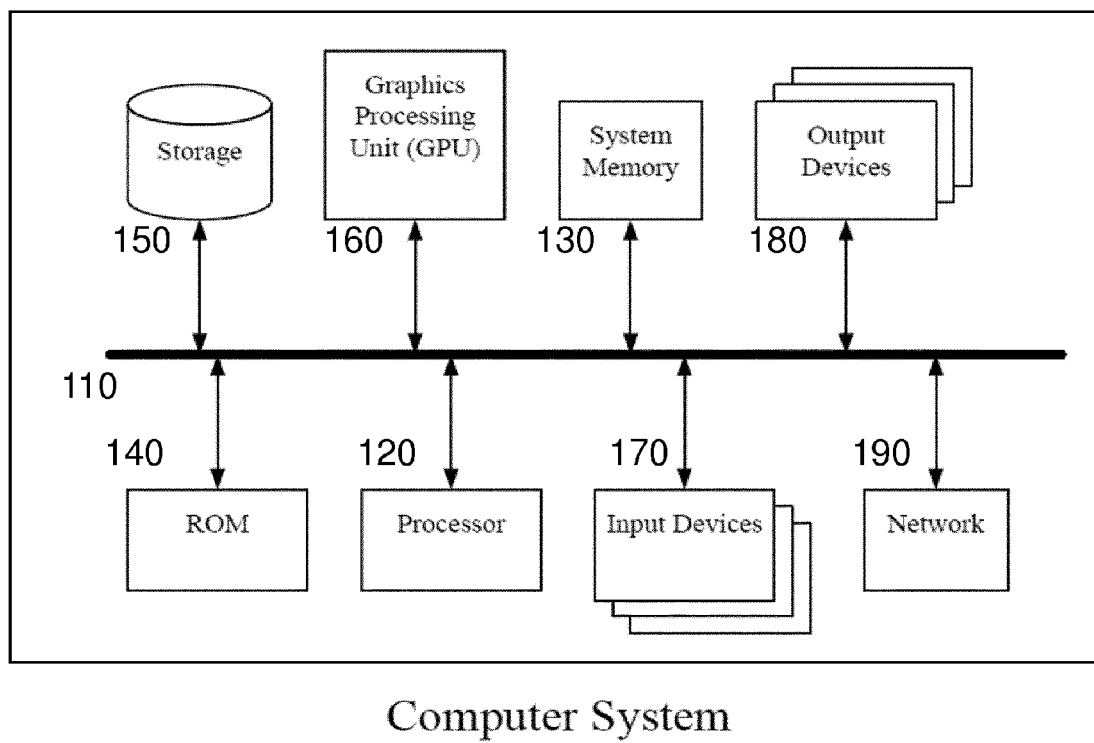 Storage
Graphics
Processing
Unit (GPU)
System
Memory
Output
Devices
150
160
130
180
110
140
120
170
190
ROM
Processor
Input Devices
Network
Computer System